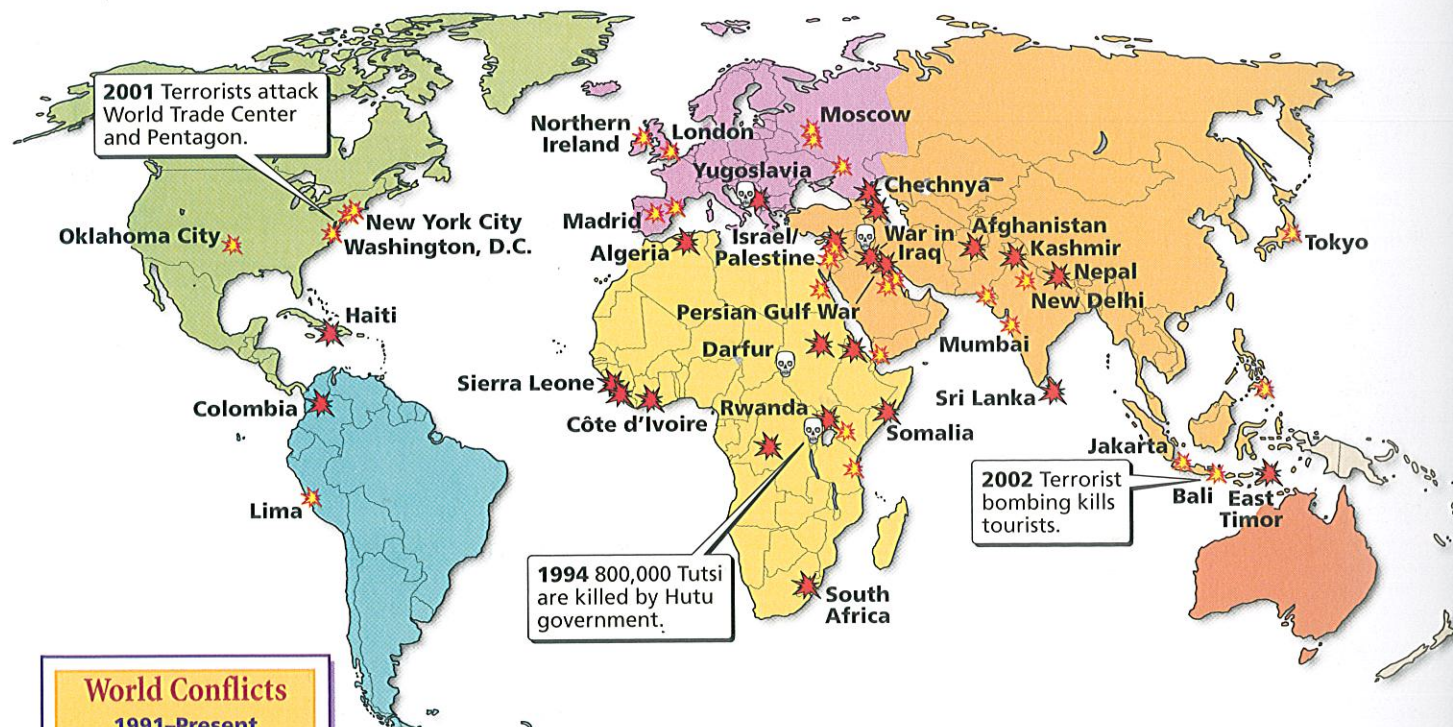 2001 Terrorists attack
World Trade Center
and Pentagon.
Oklahoma City
New York City
Washington, D.C.
Haiti
Colombia
Lima
Northern
Ireland
London
Moscow
Yugoslavia
Madrid
Algeria
Israel/
Palestine
Chechnya
War in
Iraq
Afghanistan
Kashmir
Nepal
New Delhi
Tokyo
Persian Gulf War
Darfur
Mumbai
Sierra Leone
Côte d'Ivoire
Rwanda
Somalia
Sri Lanka
Jakarta
Bali
East
Timor
2002 Terrorist
bombing kills
tourists.
1994 800,000 Tutsi
are killed by Hutu
government.
South
Africa
World Conflicts
1991–Present